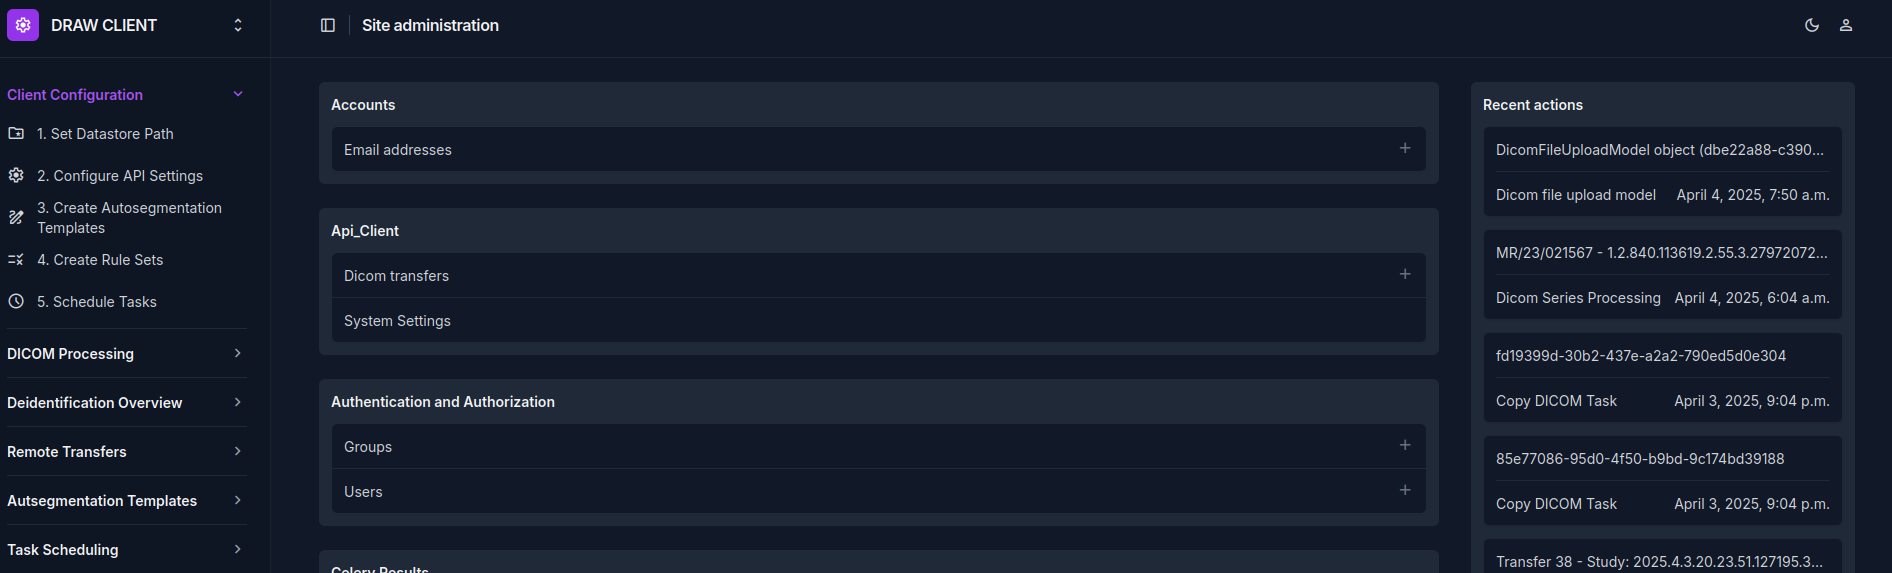 DRAW CLIENT
Client Configuration
1. Set Datastore Path
2. Configure API Settings
3. Create Autosegmentation
Templates
4. Create Rule Sets
5. Schedule Tasks
DICOM Processing
Deidentification Overview
Remote Transfers
Autsegmentation Templates
Task Scheduling
Site administration
Accounts
Email addresses
Api_Client
Dicom transfers
System Settings
Authentication and Authorization
Groups
Users
Celery Results
Recent actions
DicomFileUploadModel object (dbe22a88-c390...
Dicom file upload model April 4, 2025, 7:50 a.m.
MR/23/021567 - 1.2.840.113619.2.55.3.27972072...
Dicom Series Processing April 4, 2025, 6:04 a.m.
fd19399d-30b2-437e-a2a2-790ed5d0e304
Copy DICOM Task April 3, 2025, 9:04 p.m.
85e77086-95d0-4f50-b9bd-9c174bd39188
Copy DICOM Task April 3, 2025, 9:04 p.m.
Transfer 38 - Study: 2025.4.3.20.23.51.127195.3...